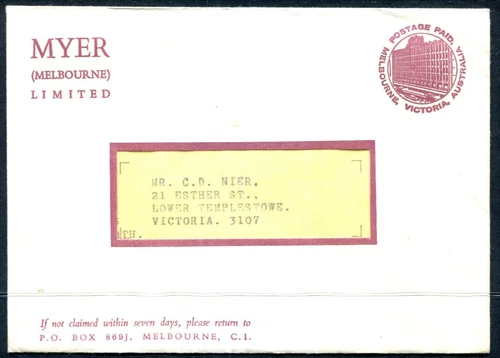 MYER
(MELBOURNE)
LIMITED
POSTAGE PAID.
MELBOURNE, VICTORIA, AUSTRALIA
MR. C.D. NIER,
21 ESTHER ST.,
LOWER TEMPLESTOWE.
VICTORIA. 3107
TH.
If not claimed within seven days, please return to
P.O. BOX 869J, MELBOURNE, C.1.